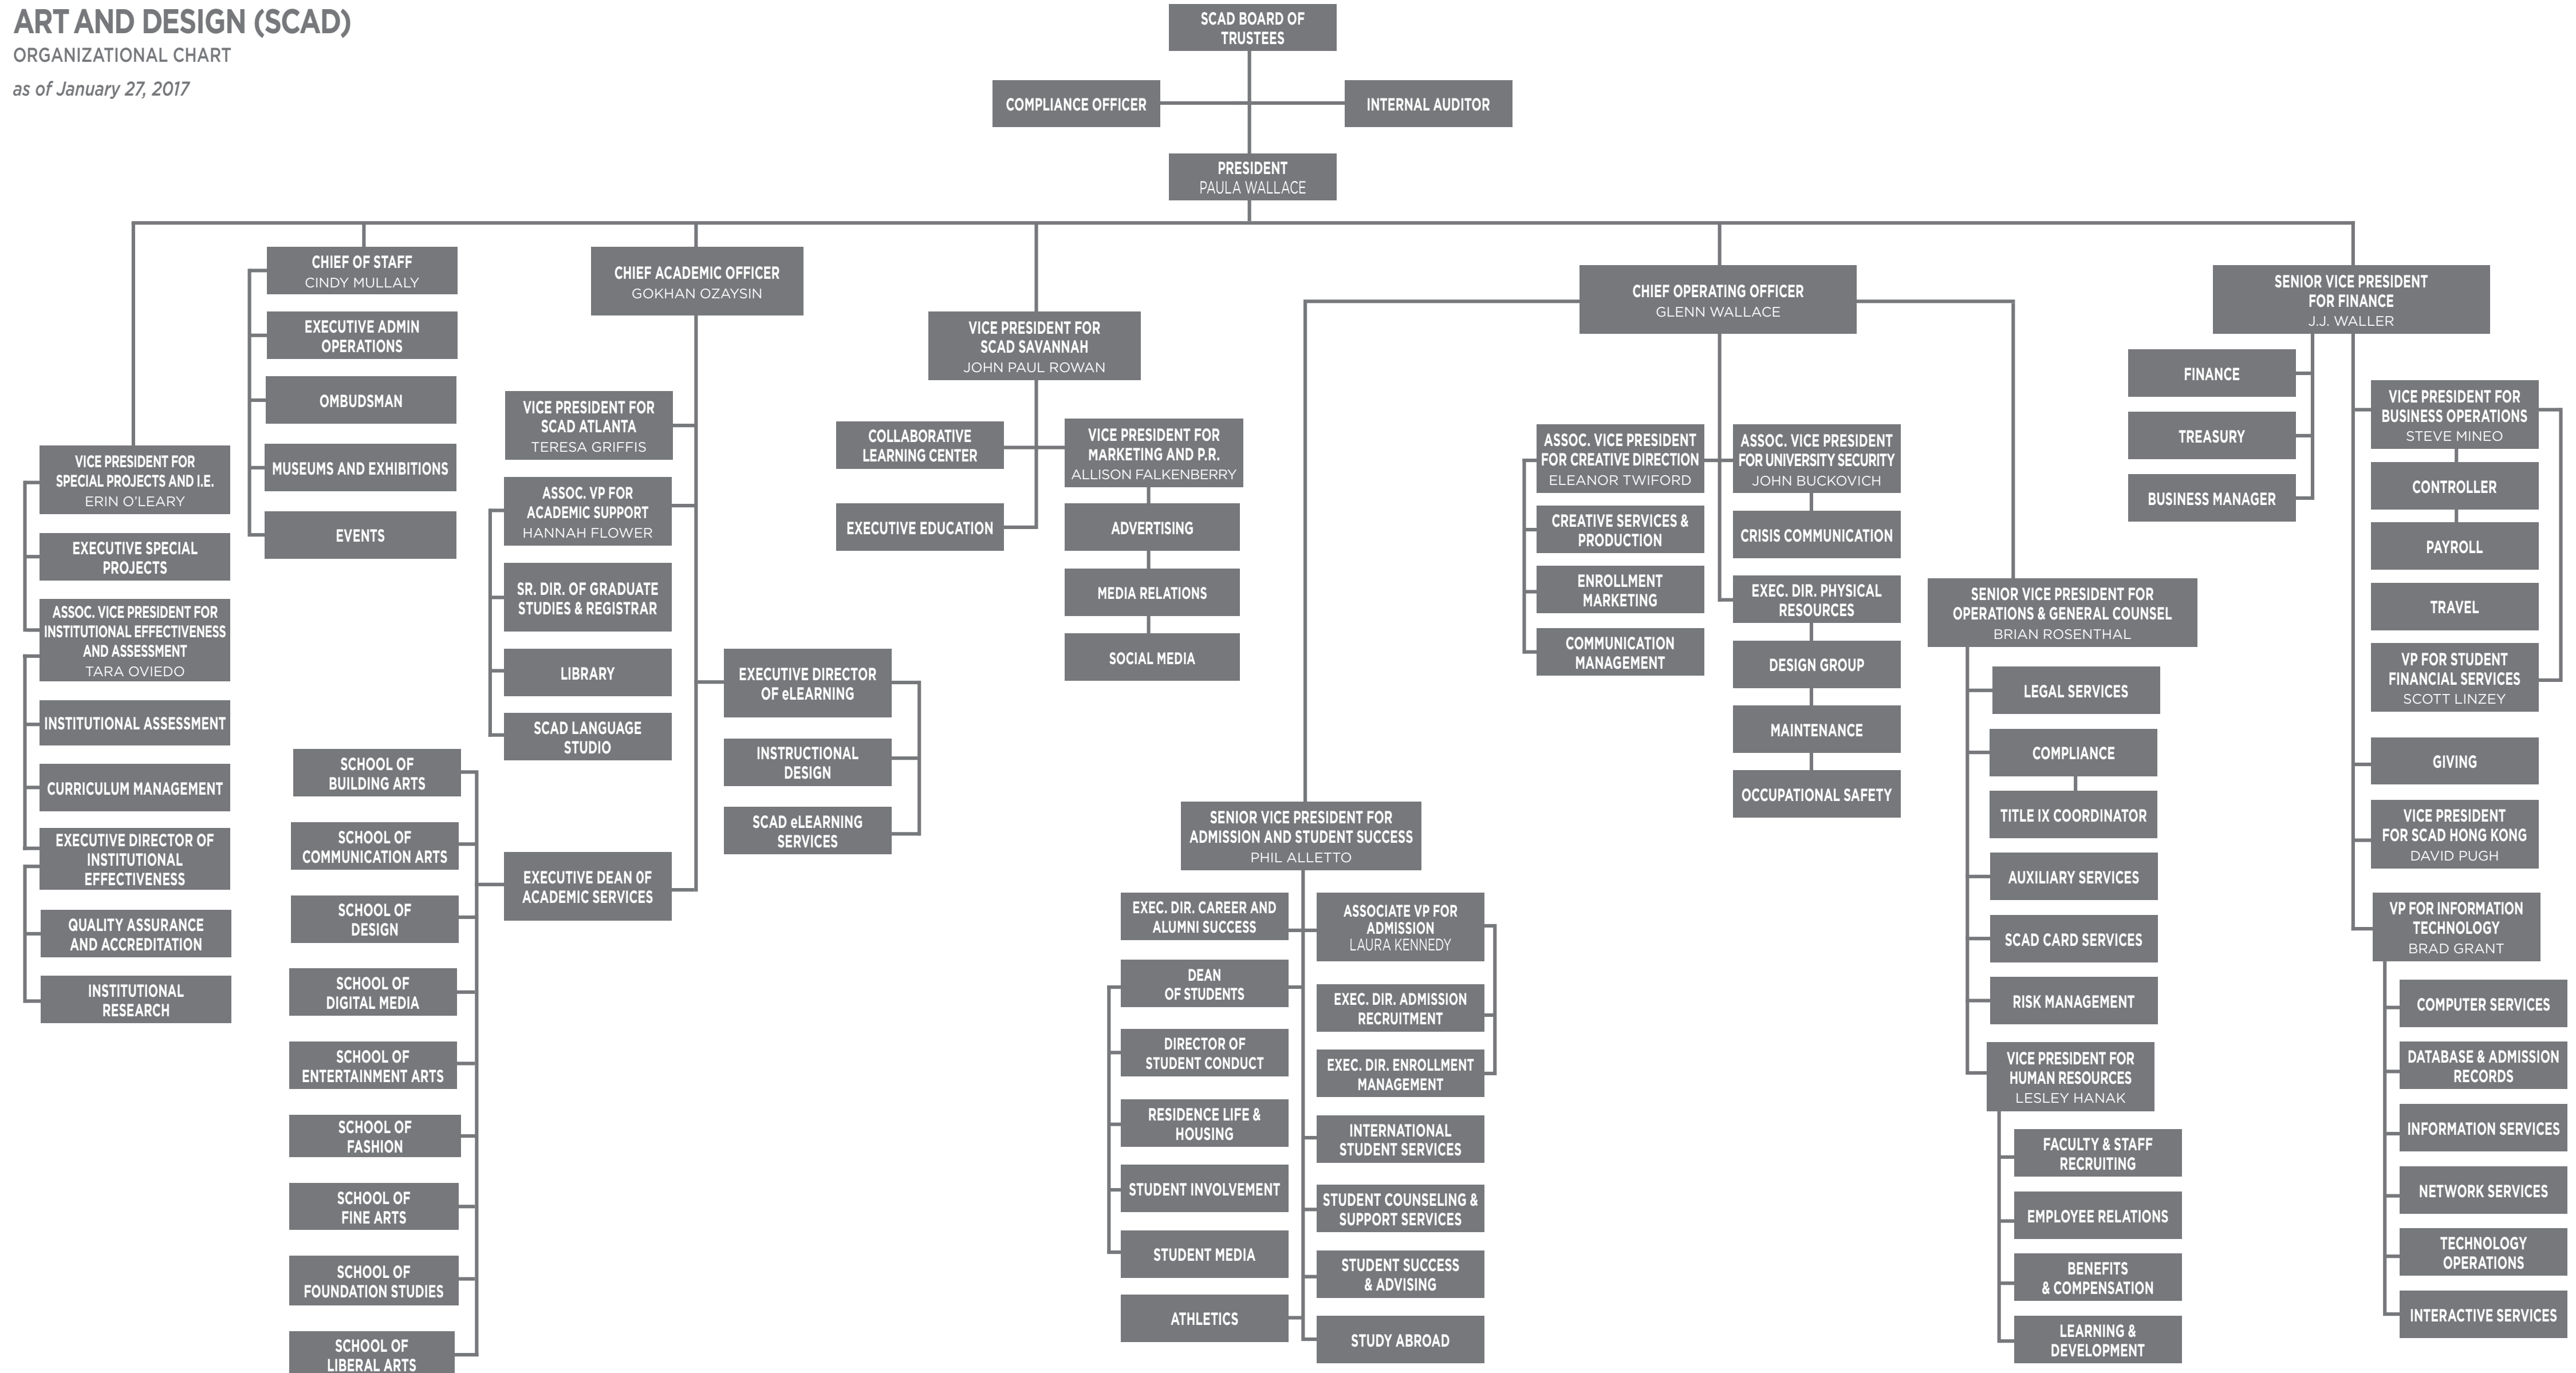 ART AND DESIGN (SCAD)
ORGANIZATIONAL CHART
as of January 27, 2017
SCAD BOARD OF
TRUSTEES
COMPLIANCE OFFICER
INTERNAL AUDITOR
PRESIDENT
PAULA WALLACE
VICE PRESIDENT FOR
SPECIAL PROJECTS AND I.E.
ERIN O'LEARY
EXECUTIVE SPECIAL
PROJECTS
ASSOC. VICE PRESIDENT FOR
INSTITUTIONAL EFFECTIVENESS
AND ASSESSMENT
TARA OVIEDO
INSTITUTIONAL ASSESSMENT
CURRICULUM MANAGEMENT
EXECUTIVE DIRECTOR OF
INSTITUTIONAL
EFFECTIVENESS
QUALITY ASSURANCE
AND ACCREDITATION
INSTITUTIONAL
RESEARCH
CHIEF OF STAFF
CINDY MULLALY
EXECUTIVE ADMIN
OPERATIONS
OMBUDSMAN
MUSEUMS AND EXHIBITIONS
EVENTS
CHIEF ACADEMIC OFFICER
GOKHAN OZAYSIN
VICE PRESIDENT FOR
SCAD ATLANTA
TERESA GRIFFIS
ASSOC. VP FOR
ACADEMIC SUPPORT
HANNAH FLOWER
SR. DIR. OF GRADUATE
STUDIES & REGISTRAR
LIBRARY
SCAD LANGUAGE
STUDIO
EXECUTIVE DIRECTOR
OF eLEARNING
INSTRUCTIONAL
DESIGN
SCAD eLEARNING
SERVICES
EXECUTIVE DEAN OF
ACADEMIC SERVICES
SCHOOL OF
BUILDING ARTS
SCHOOL OF
COMMUNICATION ARTS
SCHOOL OF
DESIGN
SCHOOL OF
DIGITAL MEDIA
SCHOOL OF
ENTERTAINMENT ARTS
SCHOOL OF
FASHION
SCHOOL OF
FINE ARTS
SCHOOL OF
FOUNDATION STUDIES
SCHOOL OF
LIBERAL ARTS
VICE PRESIDENT FOR
SCAD SAVANNAH
JOHN PAUL ROWAN
COLLABORATIVE
LEARNING CENTER
EXECUTIVE EDUCATION
VICE PRESIDENT FOR
MARKETING AND P.R.
ALLISON FALKENBERRY
ADVERTISING
MEDIA RELATIONS
SOCIAL MEDIA
CHIEF OPERATING OFFICER
GLENN WALLACE
ASSOC. VICE PRESIDENT
FOR CREATIVE DIRECTION
ELEANOR TWIFORD
CREATIVE SERVICES &
PRODUCTION
ENROLLMENT
MARKETING
COMMUNICATION
MANAGEMENT
ASSOC. VICE PRESIDENT
FOR UNIVERSITY SECURITY
JOHN BUCKOVICH
CRISIS COMMUNICATION
EXEC. DIR. PHYSICAL
RESOURCES
DESIGN GROUP
MAINTENANCE
OCCUPATIONAL SAFETY
SENIOR VICE PRESIDENT FOR
ADMISSION AND STUDENT SUCCESS
PHIL ALLETTO
EXEC. DIR. CAREER AND
ALUMNI SUCCESS
DEAN
OF STUDENTS
DIRECTOR OF
STUDENT CONDUCT
RESIDENCE LIFE &
HOUSING
STUDENT INVOLVEMENT
STUDENT MEDIA
ATHLETICS
ASSOCIATE VP FOR
ADMISSION
LAURA KENNEDY
EXEC. DIR. ADMISSION
RECRUITMENT
EXEC. DIR. ENROLLMENT
MANAGEMENT
INTERNATIONAL
STUDENT SERVICES
STUDENT COUNSELING &
SUPPORT SERVICES
STUDENT SUCCESS
& ADVISING
STUDY ABROAD
SENIOR VICE PRESIDENT FOR
OPERATIONS & GENERAL COUNSEL
BRIAN ROSENTHAL
LEGAL SERVICES
COMPLIANCE
TITLE IX COORDINATOR
AUXILIARY SERVICES
SCAD CARD SERVICES
RISK MANAGEMENT
VICE PRESIDENT FOR
HUMAN RESOURCES
LESLEY HANAK
FACULTY & STAFF
RECRUITING
EMPLOYEE RELATIONS
BENEFITS
& COMPENSATION
LEARNING &
DEVELOPMENT
SENIOR VICE PRESIDENT
FOR FINANCE
J.J. WALLER
FINANCE
TREASURY
BUSINESS MANAGER
VICE PRESIDENT FOR
BUSINESS OPERATIONS
STEVE MINEO
CONTROLLER
PAYROLL
TRAVEL
VP FOR STUDENT
FINANCIAL SERVICES
SCOTT LINZEY
GIVING
VICE PRESIDENT
FOR SCAD HONG KONG
DAVID PUGH
VP FOR INFORMATION
TECHNOLOGY
BRAD GRANT
COMPUTER SERVICES
DATABASE & ADMISSION
RECORDS
INFORMATION SERVICES
NETWORK SERVICES
TECHNOLOGY
OPERATIONS
INTERACTIVE SERVICES